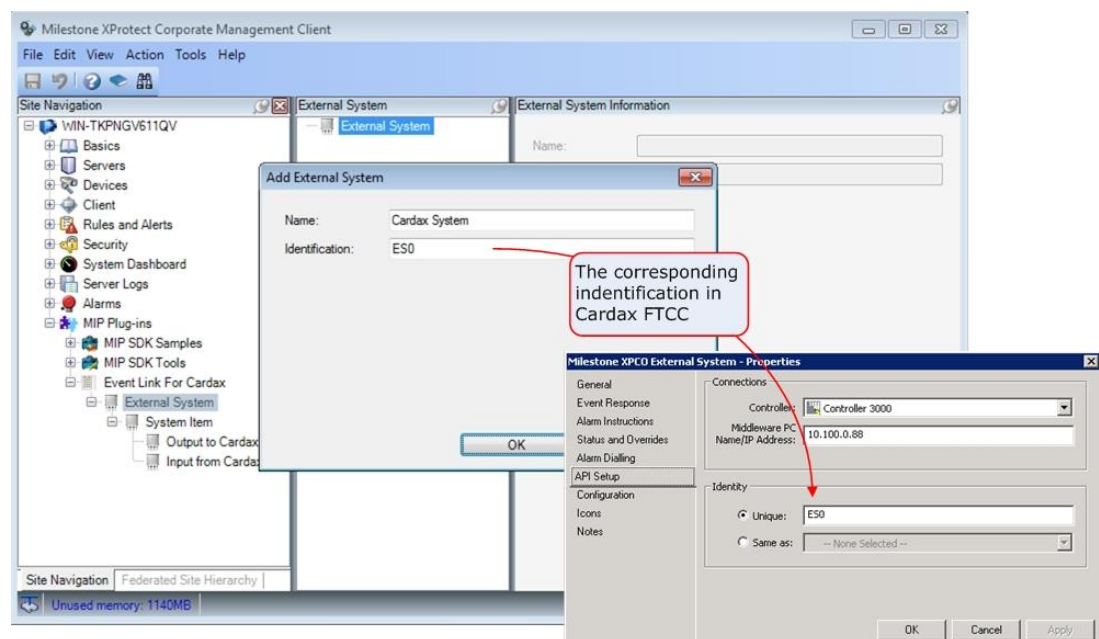 Milestone XProtect Corporate Management Client
File Edit View Action Tools Help
Site Navigation
External System
External System Information
WIN-TKPNGV611QV
Basics
Servers
Devices
Client
Rules and Alerts
Security
System Dashboard
Server Logs
Alarms
MIP Plug-ins
MIP SDK Samples
MIP SDK Tools
Event Link For Cardax
External System
System Item
Output to Cardax
Input from Cardax
External System
Name:
Add External System
Name: Cardax System
Identification: ES0
OK
The corresponding
indentification in
Cardax FTCC
Site Navigation
Federated Site Hierarchy
Unused memory: 1140MB
Milestone XPCO External System - Properties
General
Event Response
Alarm Instructions
Status and Overrides
Alarm Dialling
API Setup
Configuration
Icons
Notes
Connections
Controller: Controller 3000
Middleware PC
Name/IP Address: 10.100.0.88
Identity
Unique: ES0
Same as: -- None Selected --
OK Cancel Apply